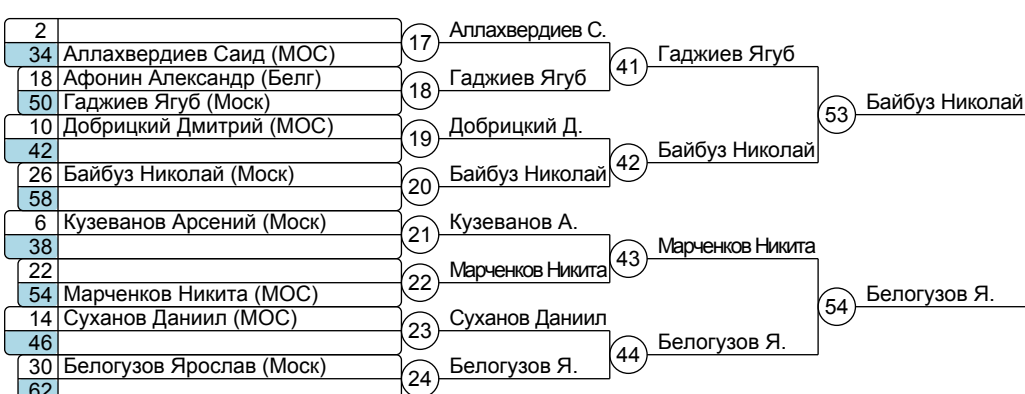 2
34 Аллахвердиев Саид (МОС)
17 Аллахвердиев С.
18 Афонин Александр (Белг)
50 Гаджиев Ягуб (Моск)
18 Гаджиев Ягуб
41 Гаджиев Ягуб
10 Добрицкий Дмитрий (МОС)
42
19 Добрицкий Д.
26 Байбуз Николай (Моск)
58
20 Байбуз Николай
42 Байбуз Николай
53 Байбуз Николай
6 Кузеванов Арсений (Моск)
38
21 Кузеванов А.
22
54 Марченков Никита (МОС)
22 Марченков Никита
43 Марченков Никита
14 Суханов Даниил (МОС)
46
23 Суханов Даниил
30 Белогузов Ярослав (Моск)
62
24 Белогузов Я.
44 Белогузов Я.
54 Белогузов Я.